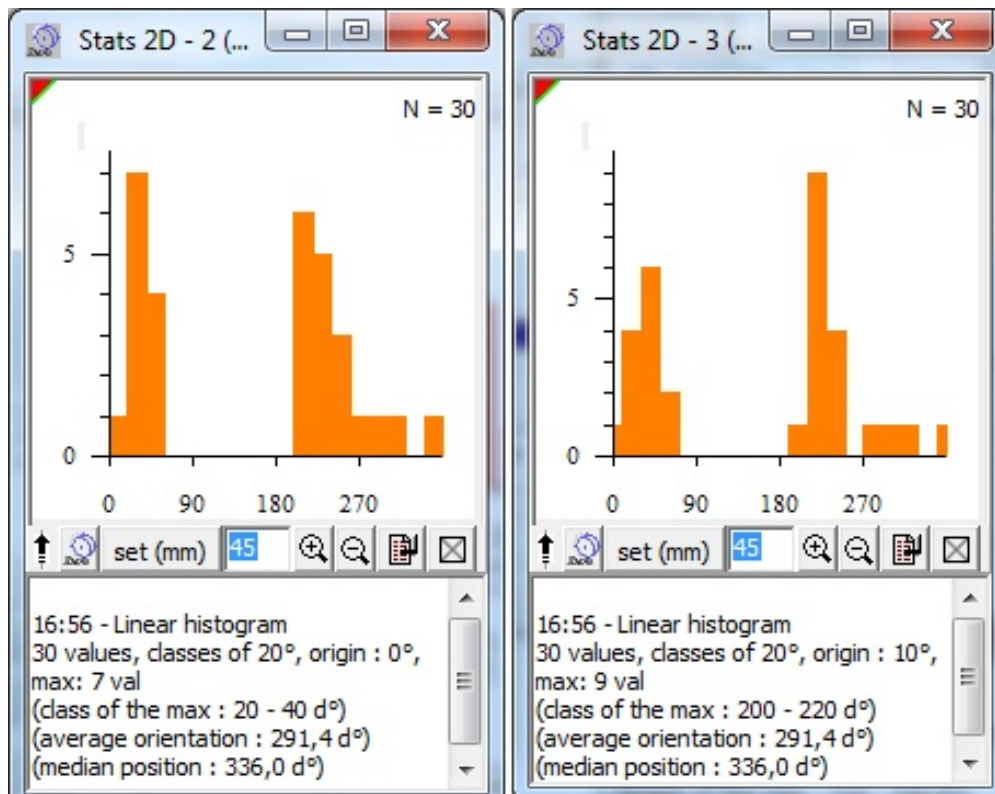 Stats 2D - 2 (...
N = 30
5
0
0 90 180 270
set (mm) 45
16:56 - Linear histogram
30 values, classes of 20°, origin : 0°,
max: 7 val
(class of the max : 20 - 40 d°)
(average orientation : 291,4 d°)
(median position : 336,0 d°)
Stats 2D - 3 (...
N = 30
5
0
0 90 180 270
set (mm) 45
16:56 - Linear histogram
30 values, classes of 20°, origin : 10°,
max: 9 val
(class of the max : 200 - 220 d°)
(average orientation : 291,4 d°)
(median position : 336,0 d°)